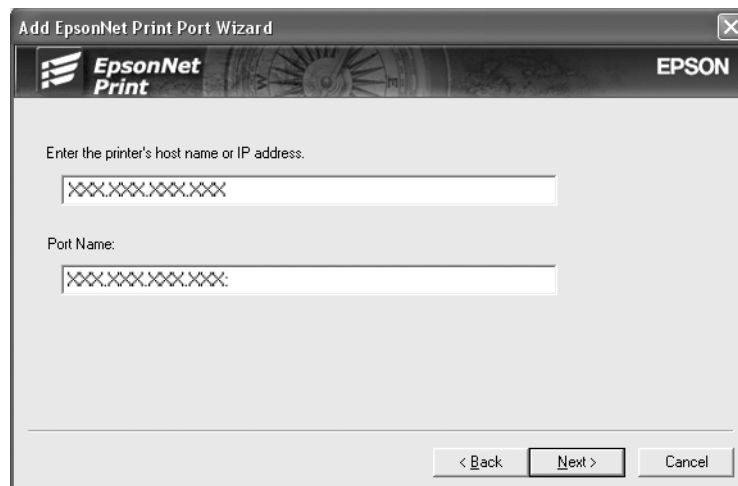 Add EpsonNet Print Port Wizard
EpsonNet
Print
EPSON
Enter the printer's host name or IP address.
XXX.XXX.XXX.XXX
Port Name:
XXX.XXX.XXX.XXX:
< Back
Next >
Cancel